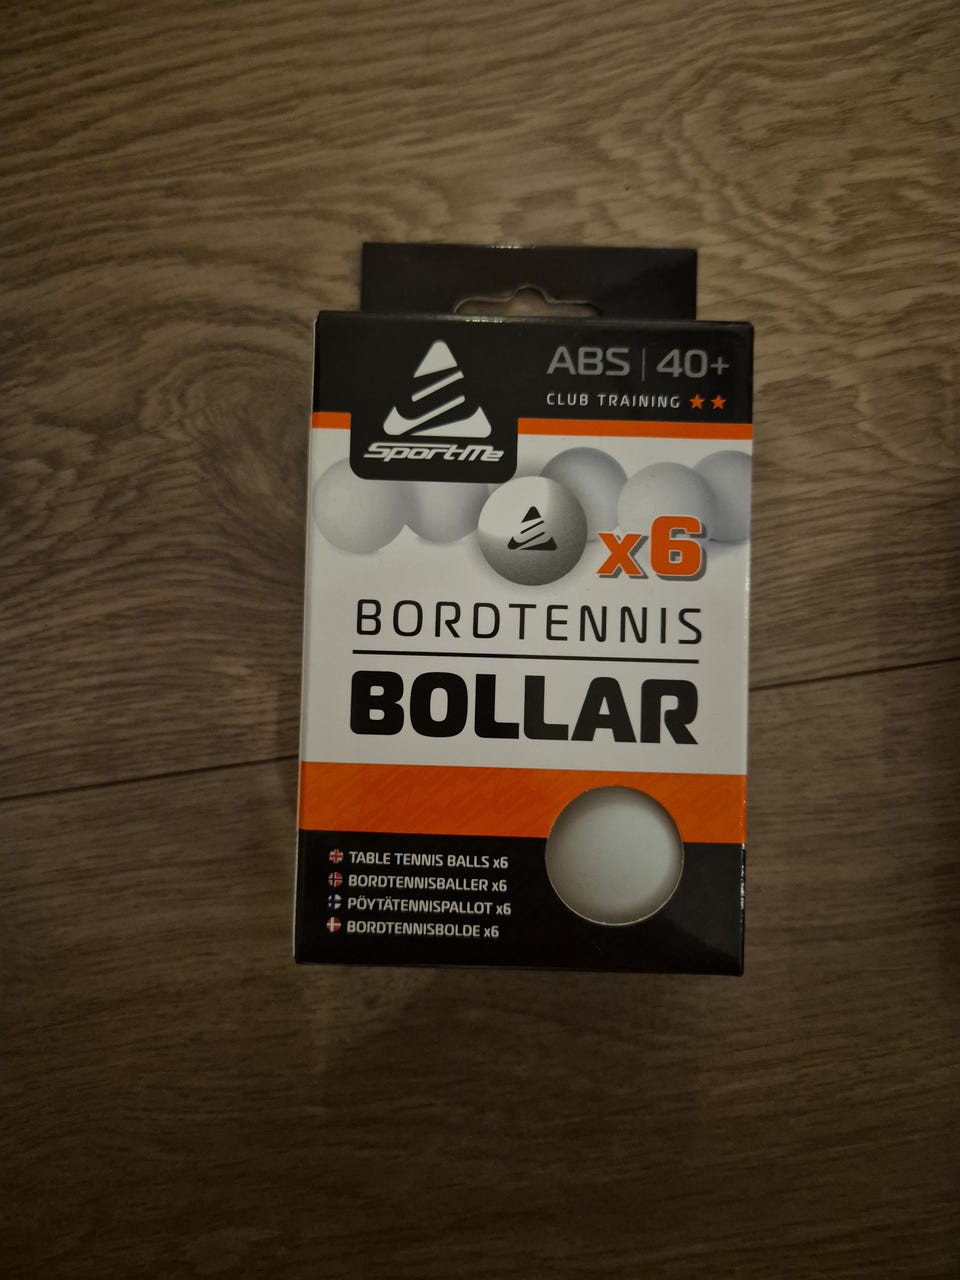 ABS | 40+
CLUB TRAINING ★★
SportMe
x6
BORDTENNIS
BOLLAR
TABLE TENNIS BALLS x6
BORDTENNISBALLER x6
PÖYTÄTENNISPALLOT x6
BORDTENNISBOLDE x6